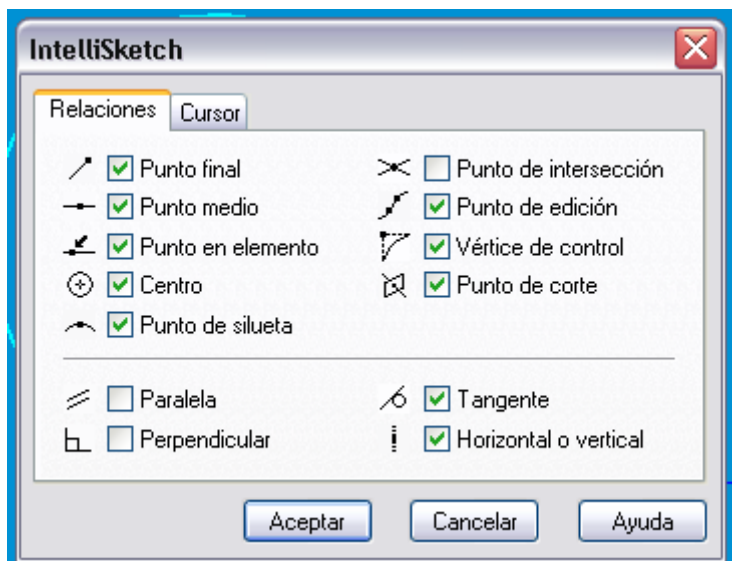 IntelliSketch
Relaciones Cursor
Punto final
Punto medio
Punto en elemento
Centro
Punto de silueta
Punto de intersección
Punto de edición
Vértice de control
Punto de corte
Paralela
Perpendicular
Tangente
Horizontal o vertical
Aceptar Cancelar Ayuda